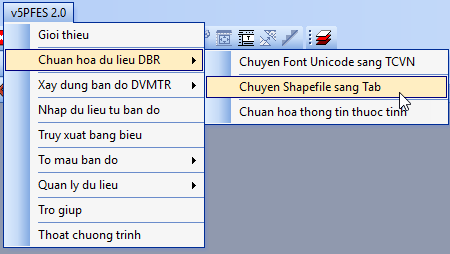 v5PFES 2.0
Gioi thieu
Chuan hoa du lieu DBR
Xay dung ban do DVMTR
Nhap du lieu tu ban do
Truy xuat bang bieu
To mau ban do
Quan ly du lieu
Tro giup
Thoat chuong trinh
Chuyen Font Unicode sang TCVN
Chuyen Shapefile sang Tab
Chuan hoa thong tin thuoc tinh